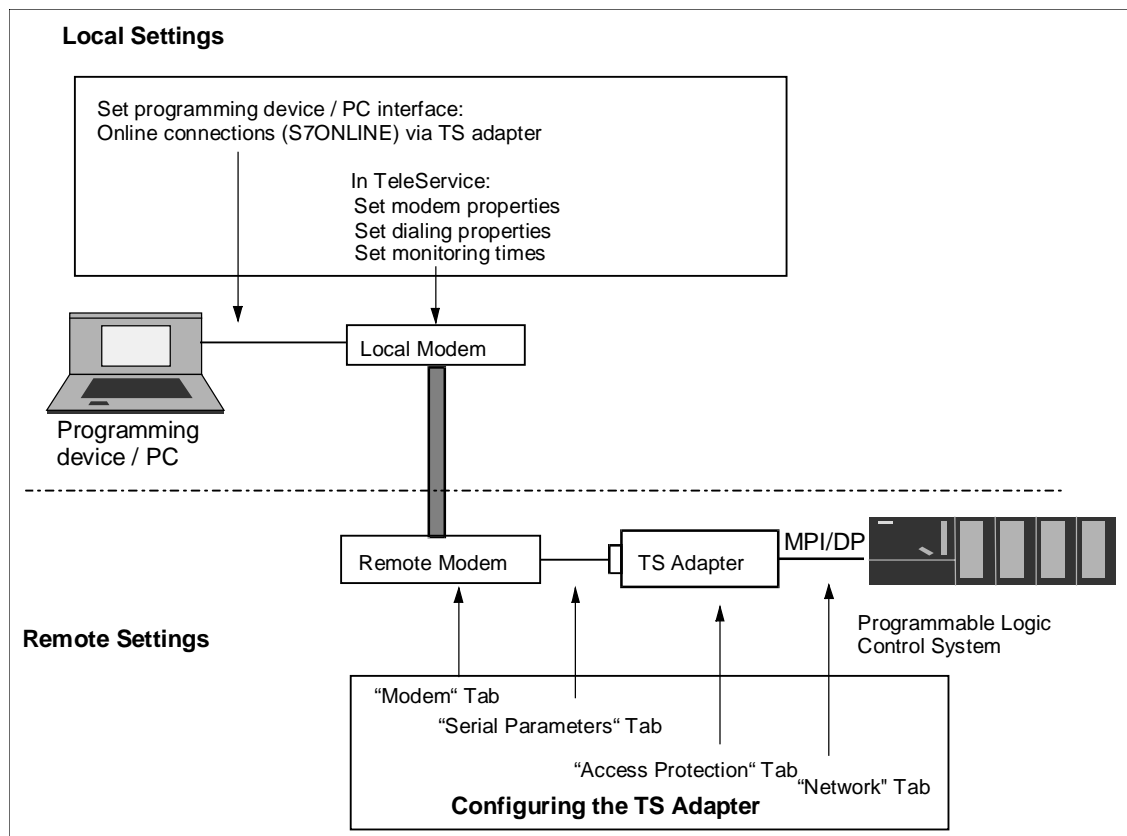 Local Settings
Set programming device / PC interface:
Online connections (S7ONLINE) via TS adapter
In TeleService:
Set modem properties
Set dialing properties
Set monitoring times
Local Modem
Programming
device / PC
Remote Modem
TS Adapter
MPI/DP
Programmable Logic
Control System
Remote Settings
“Modem“ Tab
“Serial Parameters“ Tab
“Access Protection“ Tab
“Network" Tab
Configuring the TS Adapter